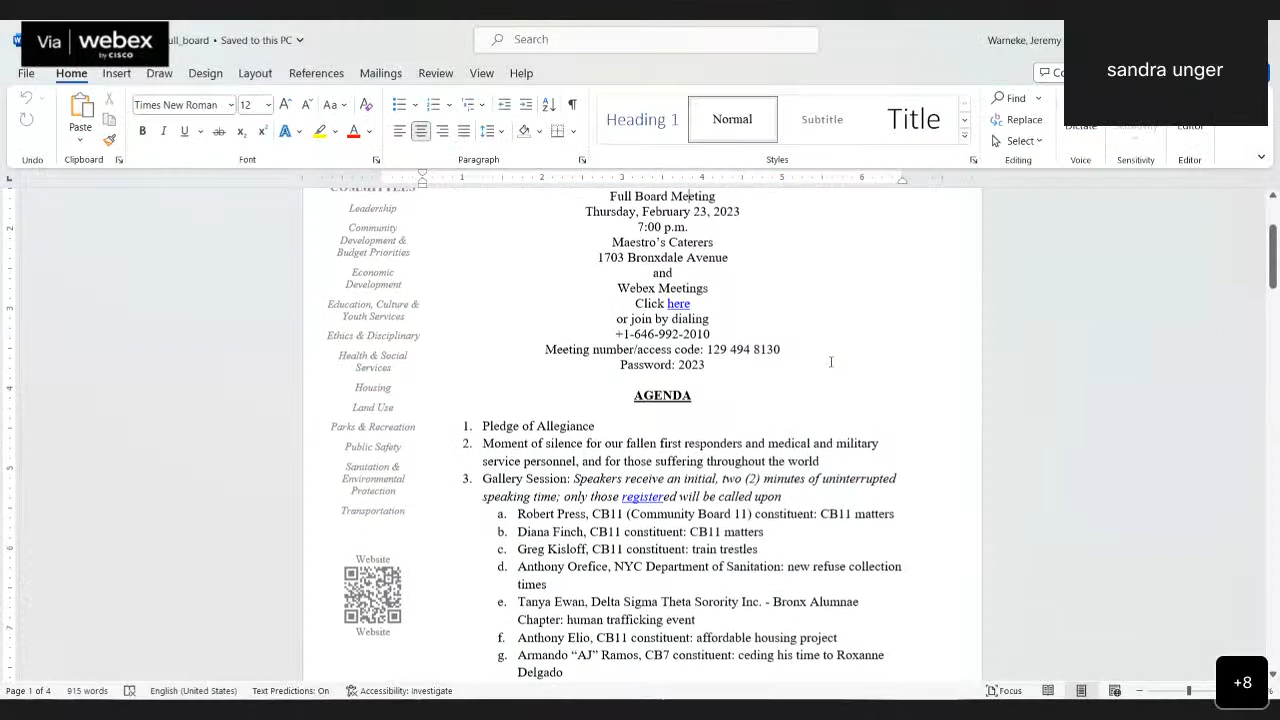 Via webex
by CISCO
ull_board • Saved to this PC
Search
Warneke, Jeremy
sandra unger
File Home Insert Draw Design Layout References Mailings Review View Help
Times New Roman 12
Paste
Heading 1 Normal Subtitle Title
Find
Replace
Select
Undo Clipboard Font Paragraph Styles Editing Voice Sensitivity Editor
1 2 3 4 5 6
COMMITTEES
Leadership
Community
Development &
Budget Priorities
Economic
Development
Education, Culture &
Youth Services
Ethics & Disciplinary
Health & Social
Services
Housing
Land Use
Parks & Recreation
Public Safety
Sanitation &
Environmental
Protection
Transportation
Website
Website
Full Board Meeting
Thursday, February 23, 2023
7:00 p.m.
Maestro's Caterers
1703 Bronxdale Avenue
and
Webex Meetings
Click here
or join by dialing
+1-646-992-2010
Meeting number/access code: 129 494 8130
Password: 2023
AGENDA
1. Pledge of Allegiance
2. Moment of silence for our fallen first responders and medical and military
service personnel, and for those suffering throughout the world
3. Gallery Session: Speakers receive an initial, two (2) minutes of uninterrupted
speaking time; only those registered will be called upon
a. Robert Press, CB11 (Community Board 11) constituent: CB11 matters
b. Diana Finch, CB11 constituent: CB11 matters
c. Greg Kisloff, CB11 constituent: train trestles
d. Anthony Orefice, NYC Department of Sanitation: new refuse collection
times
e. Tanya Ewan, Delta Sigma Theta Sorority Inc. - Bronx Alumnae
Chapter: human trafficking event
f. Anthony Elio, CB11 constituent: affordable housing project
g. Armando “AJ” Ramos, CB7 constituent: ceding his time to Roxanne
Delgado
Page 1 of 4 915 words English (United States) Text Predictions: On Accessibility: Investigate
Focus
+8